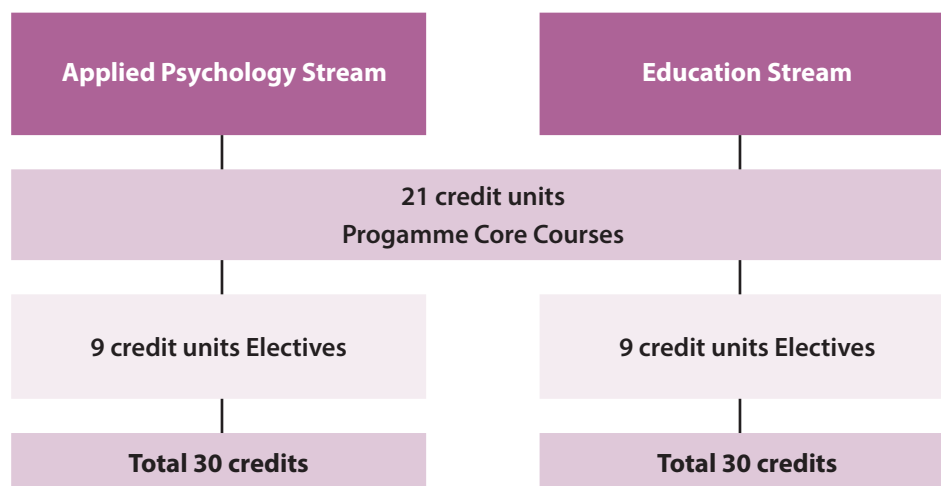 Applied Psychology Stream
Education Stream
21 credit units
Progamme Core Courses
9 credit units Electives
9 credit units Electives
Total 30 credits
Total 30 credits